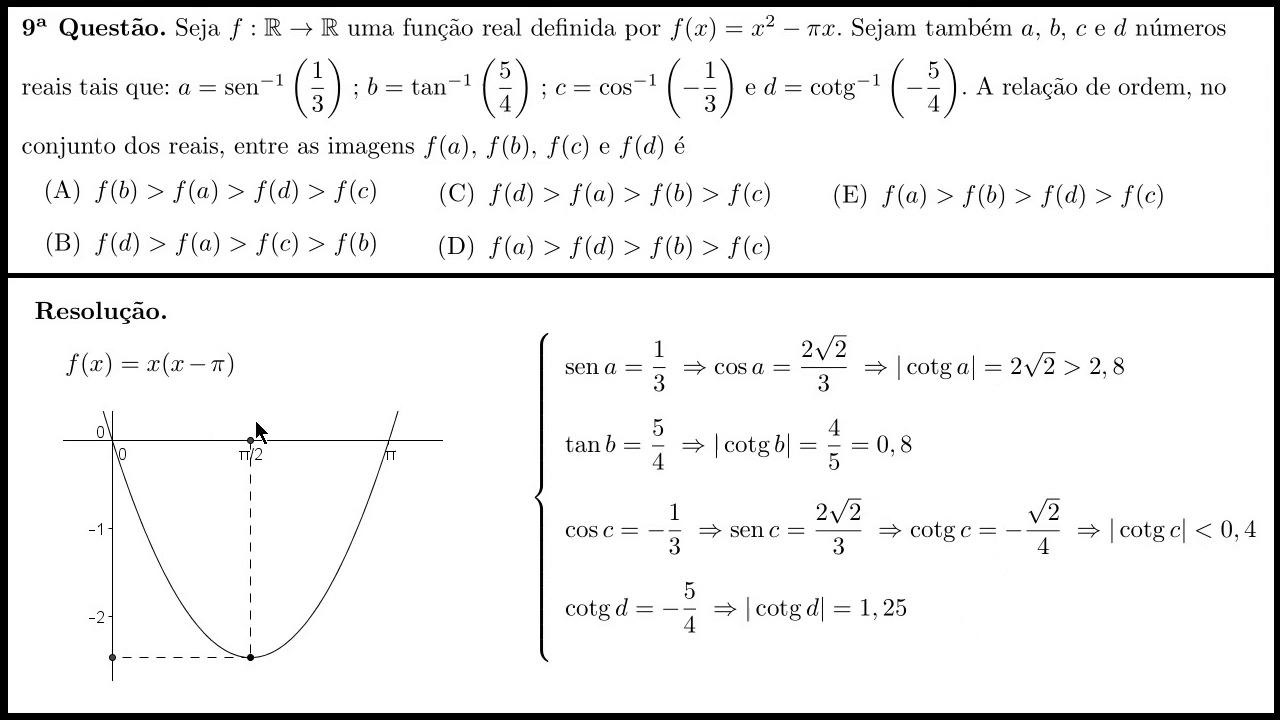 9ª Questão. Seja f : ℝ → ℝ uma função real definida por f(x) = x² − πx. Sejam também a, b, c e d números
reais tais que: a = sen⁻¹ (1/3) ; b = tan⁻¹ (5/4) ; c = cos⁻¹ (−1/3) e d = cotg⁻¹ (−5/4). A relação de ordem, no
conjunto dos reais, entre as imagens f(a), f(b), f(c) e f(d) é
(A) f(b) > f(a) > f(d) > f(c) (C) f(d) > f(a) > f(b) > f(c) (E) f(a) > f(b) > f(d) > f(c)
(B) f(d) > f(a) > f(c) > f(b) (D) f(a) > f(d) > f(b) > f(c)
Resolução.
f(x) = x(x − π)
0
0 π/2 π
−1
−2
sen a = 1/3 ⇒ cos a = 2√2/3 ⇒ | cotg a| = 2√2 > 2, 8
tan b = 5/4 ⇒ | cotg b| = 4/5 = 0, 8
cos c = −1/3 ⇒ sen c = 2√2/3 ⇒ cotg c = −√2/4 ⇒ | cotg c| < 0, 4
cotg d = −5/4 ⇒ | cotg d| = 1, 25